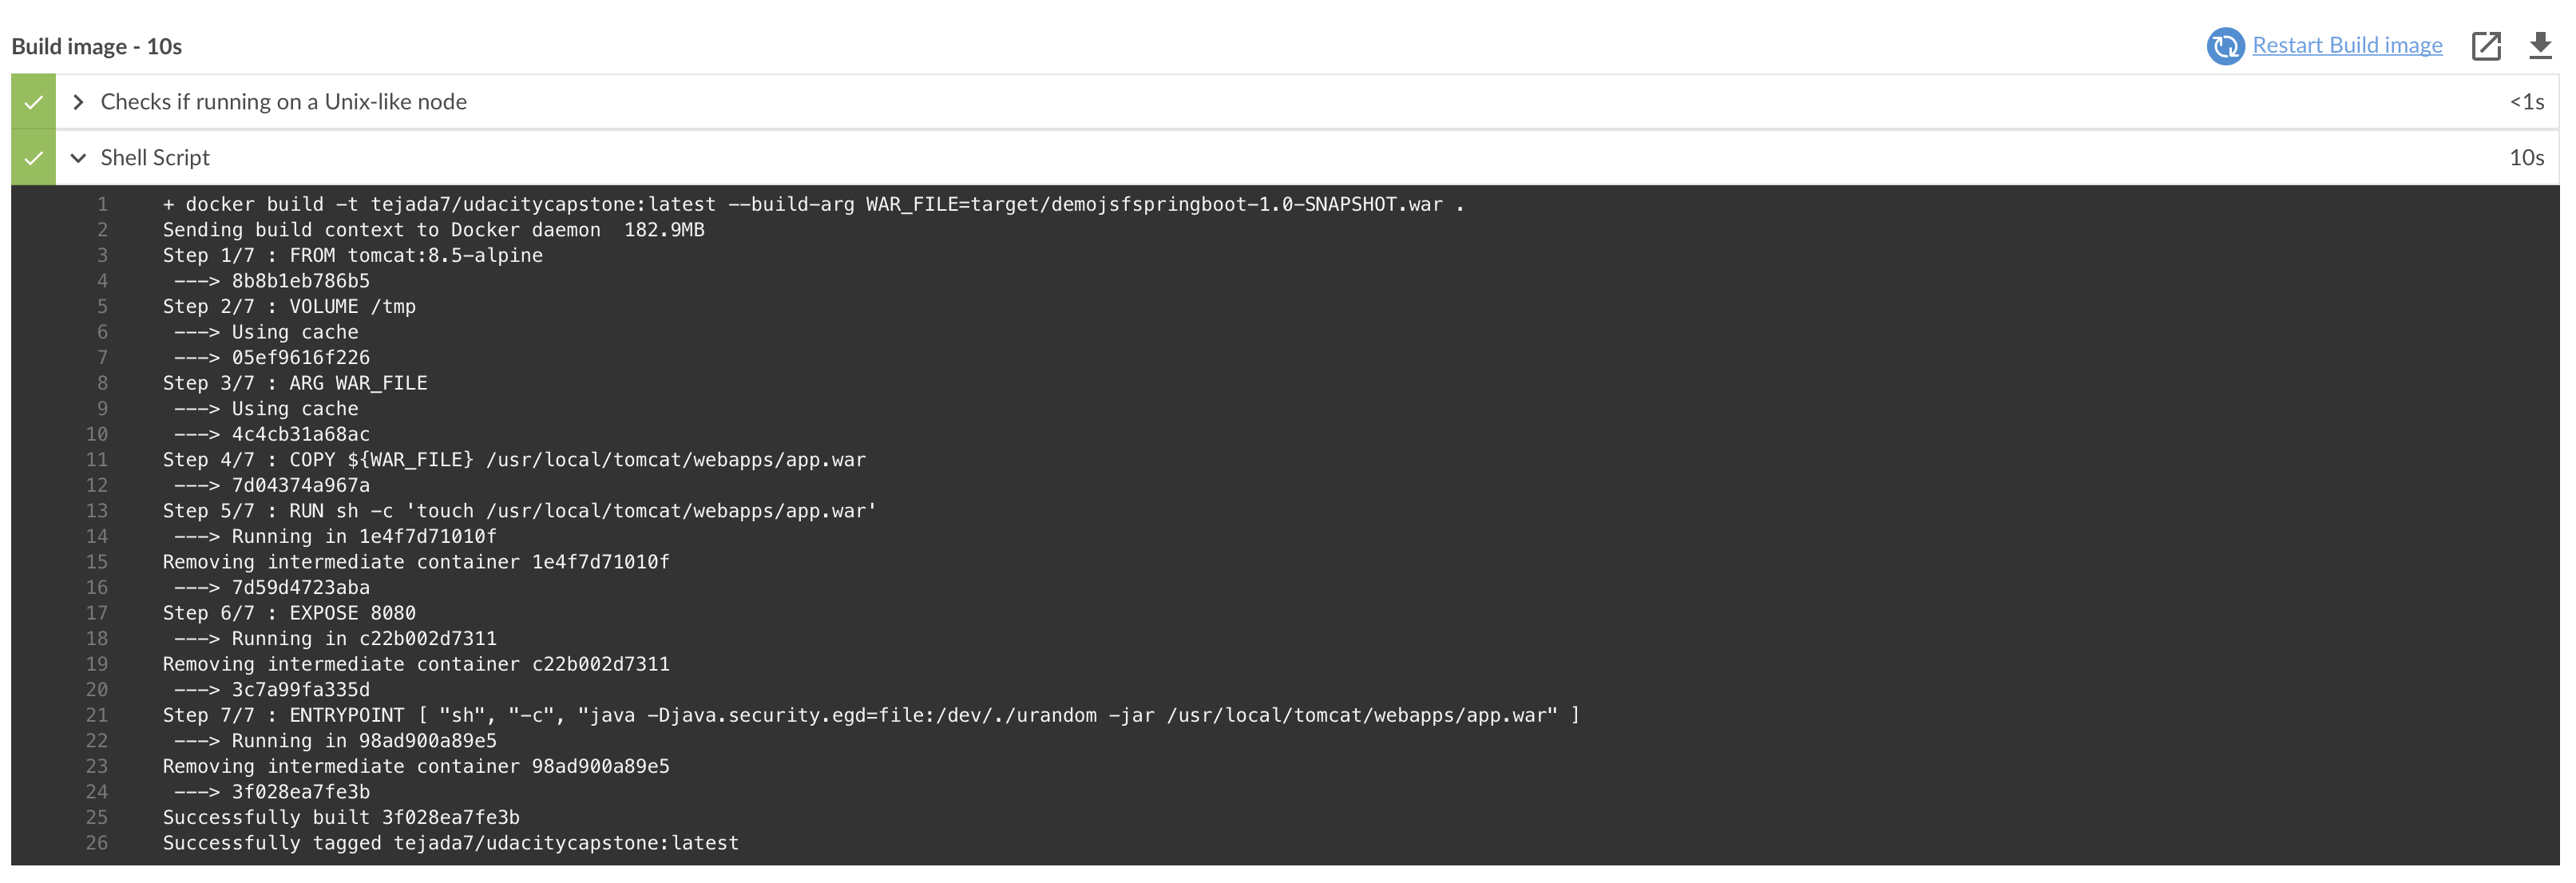 Build image - 10s
Restart Build image
Checks if running on a Unix-like node
<1s
Shell Script
10s
1 + docker build -t tejada7/udacitycapstone:latest --build-arg WAR_FILE=target/demojsfspringboot-1.0-SNAPSHOT.war .
2 Sending build context to Docker daemon  182.9MB
3 Step 1/7 : FROM tomcat:8.5-alpine
4  ---> 8b8b1eb786b5
5 Step 2/7 : VOLUME /tmp
6  ---> Using cache
7  ---> 05ef9616f226
8 Step 3/7 : ARG WAR_FILE
9  ---> Using cache
10  ---> 4c4cb31a68ac
11 Step 4/7 : COPY ${WAR_FILE} /usr/local/tomcat/webapps/app.war
12  ---> 7d04374a967a
13 Step 5/7 : RUN sh -c 'touch /usr/local/tomcat/webapps/app.war'
14  ---> Running in 1e4f7d71010f
15 Removing intermediate container 1e4f7d71010f
16  ---> 7d59d4723aba
17 Step 6/7 : EXPOSE 8080
18  ---> Running in c22b002d7311
19 Removing intermediate container c22b002d7311
20  ---> 3c7a99fa335d
21 Step 7/7 : ENTRYPOINT [ "sh", "-c", "java -Djava.security.egd=file:/dev/./urandom -jar /usr/local/tomcat/webapps/app.war" ]
22  ---> Running in 98ad900a89e5
23 Removing intermediate container 98ad900a89e5
24  ---> 3f028ea7fe3b
25 Successfully built 3f028ea7fe3b
26 Successfully tagged tejada7/udacitycapstone:latest